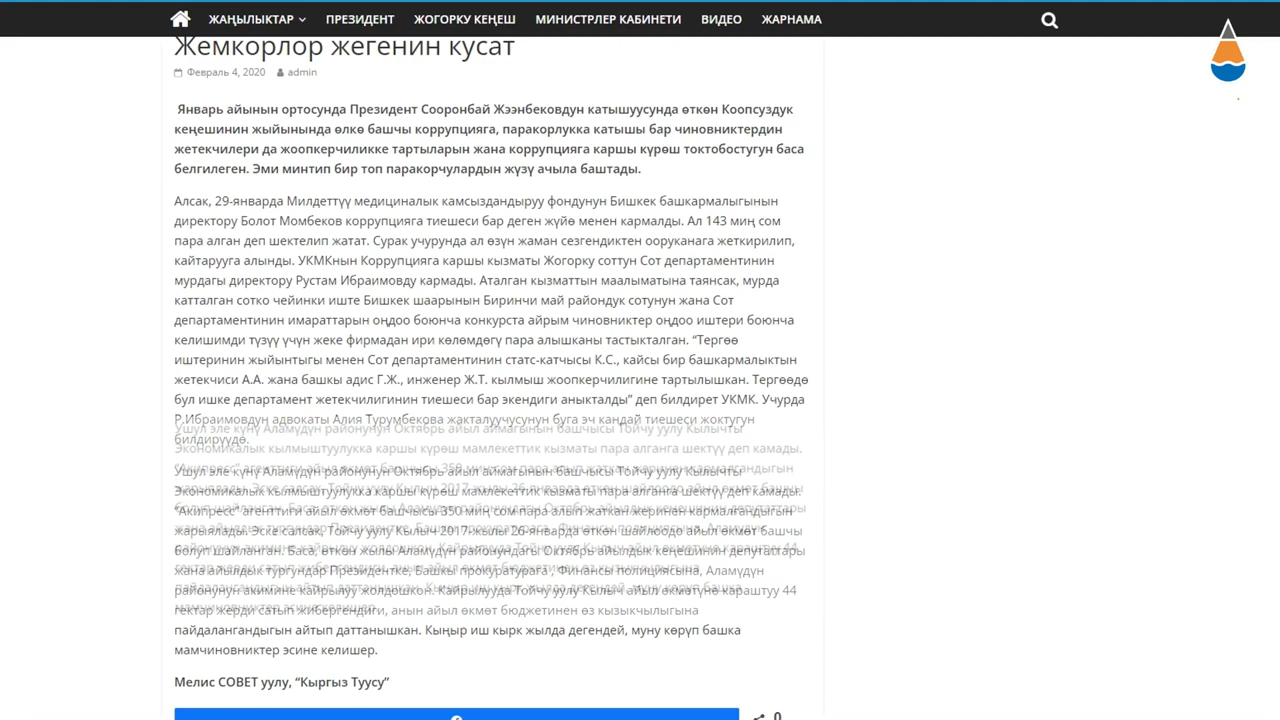 ЖАҢЫЛЫКТАР ПРЕЗИДЕНТ ЖОГОРКУ КЕҢЕШ МИНИСТРЛЕР КАБИНЕТИ ВИДЕО ЖАРНАМА
Жемкорлор жегенин кусат
Февраль 4, 2020 admin
Январь айынын ортосунда Президент Сооронбай Жээнбековдун катышуусунда өткөн Коопсуздук
кеңешинин жыйынында өлкө башчы коррупцияга, паракорлукка катышы бар чиновниктердин
жетекчилери да жоопкерчиликке тартыларын жана коррупцияга каршы күрөш токтобостугун баса
белгилеген. Эми минтип бир топ паракорчулардын жүзү ачыла баштады.
Алсак, 29-январда Милдеттүү медициналык камсыздандыруу фондунун Бишкек башкармалыгынын
директору Болот Момбеков коррупцияга тиешеси бар деген жүйө менен кармалды. Ал 143 миң сом
пара алган деп шектелип жатат. Сурак учурунда ал өзүн жаман сезгендиктен ооруканага жеткирилип,
кайтарууга алынды. УКМКнын Коррупцияга каршы кызматы Жогорку соттун Сот департаментинин
мурдагы директору Рустам Ибраимовду кармады. Аталган кызматтын маалыматына таянсак, мурда
катталган сотко чейинки иште Бишкек шаарынын Биринчи май райондук сотунун жана Сот
департаментинин имараттарын оңдоо боюнча конкурста айрым чиновниктер оңдоо иштери боюнча
келишимди түзүү үчүн жеке фирмадан ири көлөмдөгү пара алышканы тастыкталган. “Тергөө
иштеринин жыйынтыгы менен Сот департаментинин статс-катчысы К.С., кайсы бир башкармалыктын
жетекчиси А.А. жана башкы адис Г.Ж., инженер Ж.Т. кылмыш жоопкерчилигине тартылышкан. Тергөөдө
бул ишке департамент жетекчилигинин тиешеси бар экендиги аныкталды” деп билдирет УКМК. Учурда
Р.Ибраимовдун адвокаты Алия Турумбекова жакталуучусунун буга эч кандай тиешеси жоктугун
билдирүүдө.
Ушул эле күнү Аламүдүн районунун Октябрь айыл аймагынын башчысы Тойчу уулу Кылычты
Экономикалык кылмыштуулукка каршы күрөш мамлекеттик кызматы пара алганга шектүү деп камады.
“Акипресс” агенттиги айыл өкмөт башчысы 350 миң сом пара алып жаткан жеринен кармалгандыгын
жарыялады. Эске салсак, Тойчу уулу Кылыч 2017-жылы 26-январда өткөн шайлоодо айыл өкмөт башчы
болуп шайланган. Баса, өткөн жылы Аламүдүн районундагы Октябрь айылдык кеңешинин депутаттары
жана айылдык тургундар Президентке, Башкы прокуратурага , Финансы полициясына, Аламүдүн
районунун акимине кайрылуу жолдошкон. Кайрылууда Тойчу уулу Кылыч айыл өкмөтүнө караштуу 44
гектар жерди сатып жибергендиги, анын айыл өкмөт бюджетинен өз кызыкчылыгына
пайдалангандыгын айтып даттанышкан. Кыңыр иш кырк жылда дегендей, муну көрүп башка
мамчиновниктер эсине келишер.
Мелис СОВЕТ уулу, “Кыргыз Туусу”
0